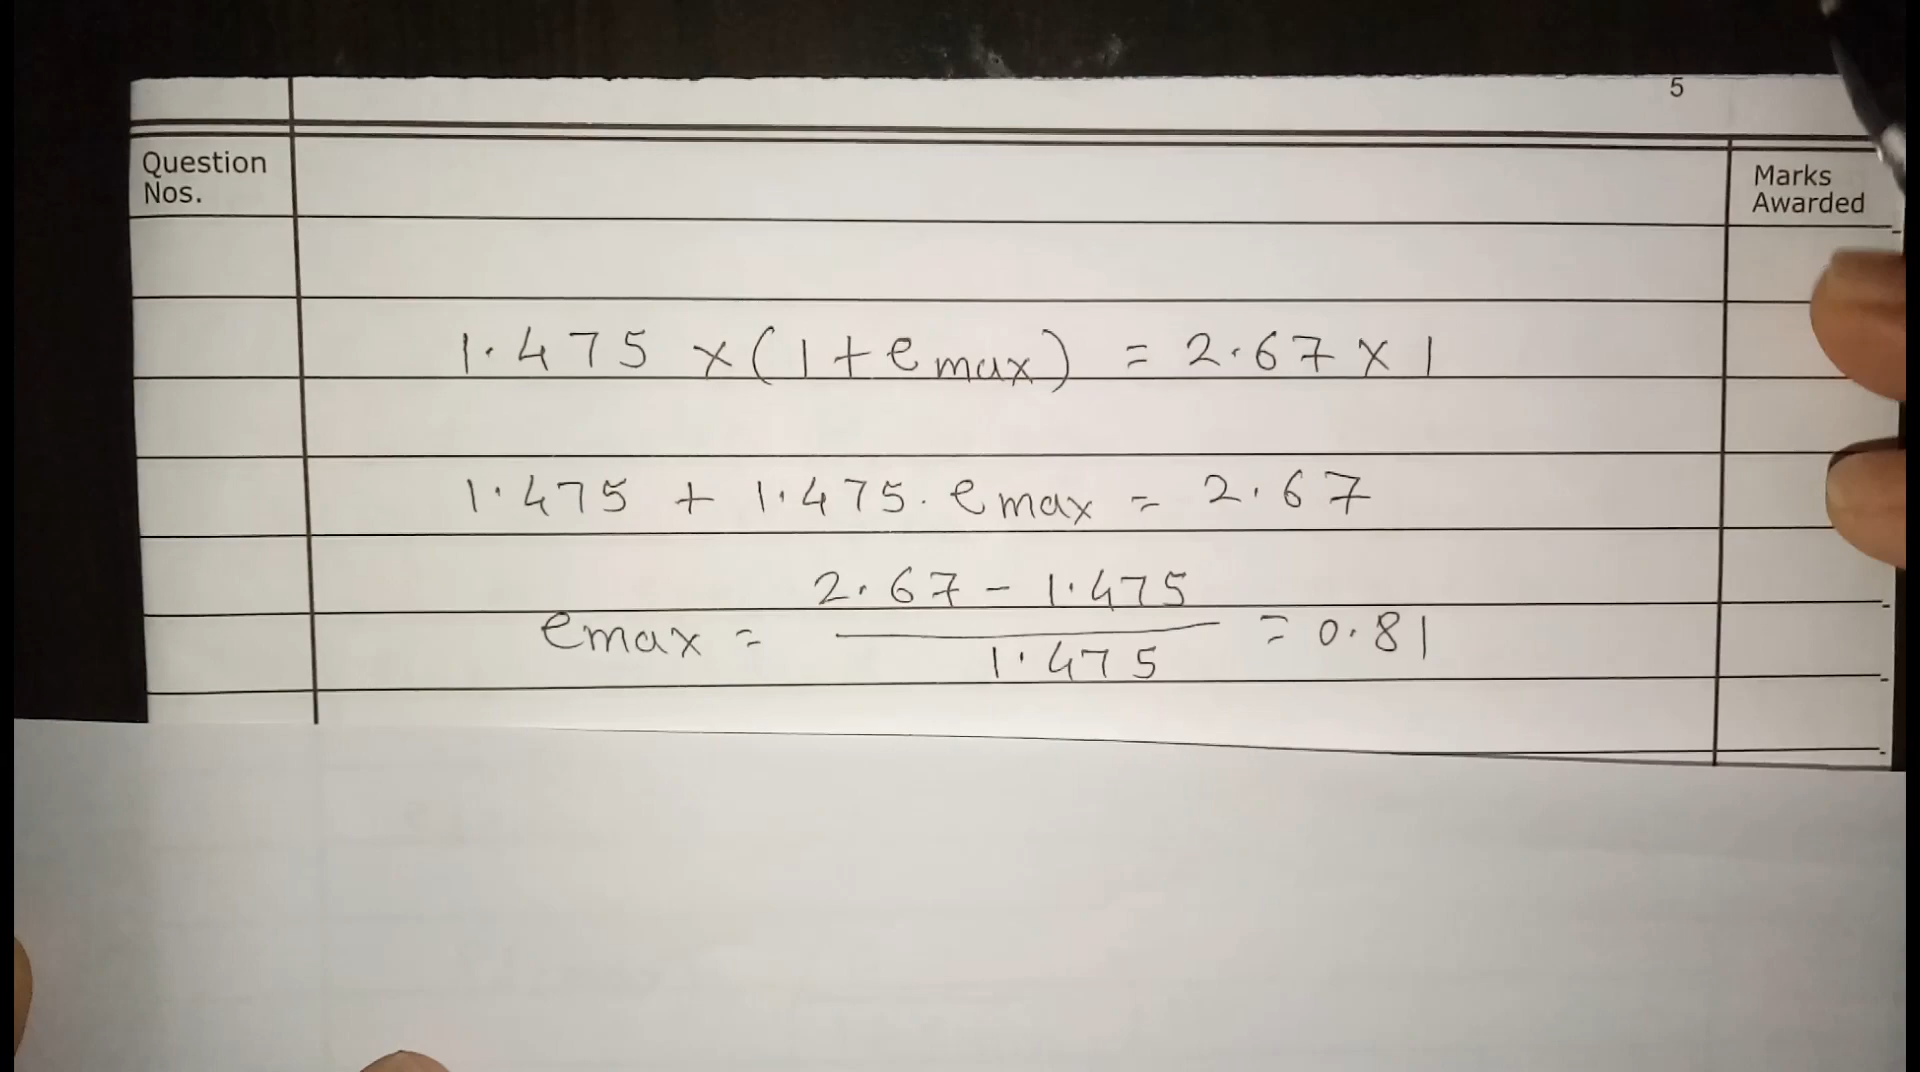 5
Question
Nos.
Marks
Awarded
1.475 × (1 + emax) = 2.67 × 1
1.475 + 1.475. emax = 2.67
emax = 2.67 - 1.475 / 1.475 = 0.81